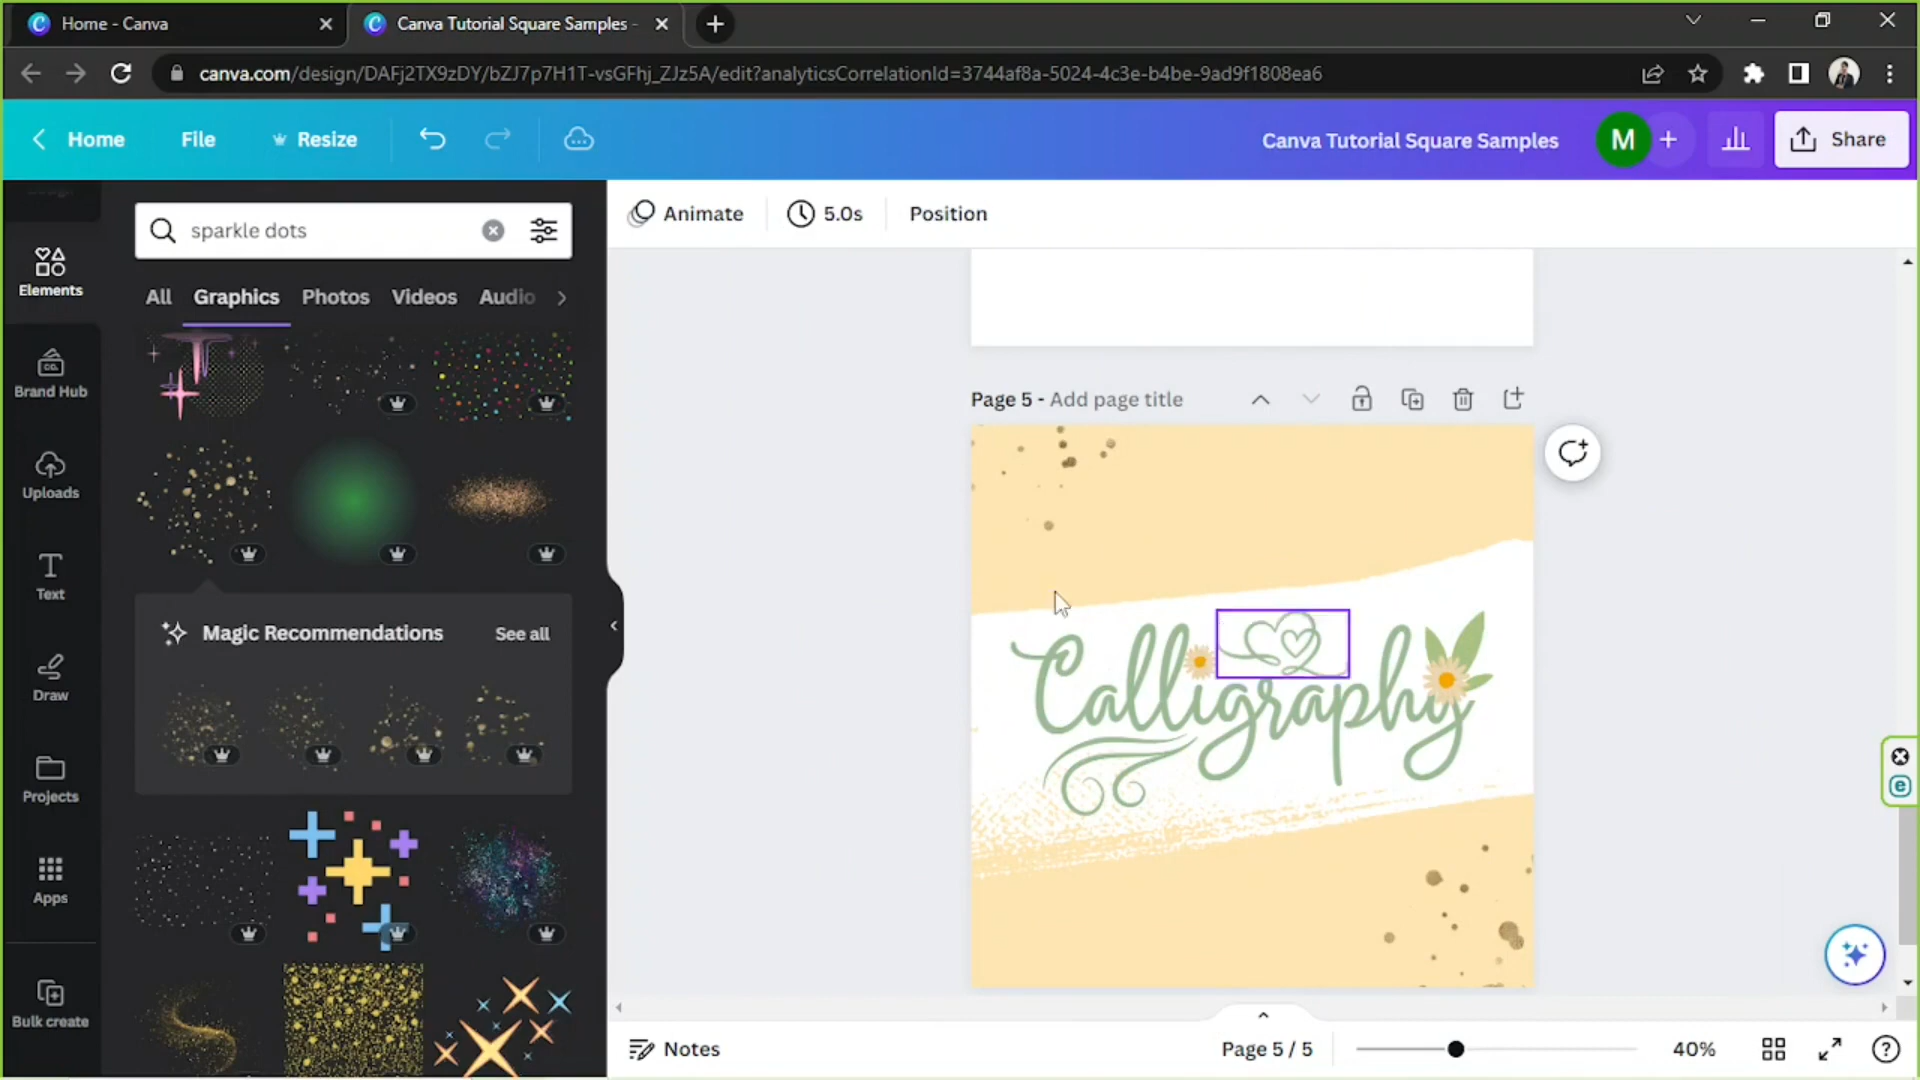 Home - Canva
Canva Tutorial Square Samples -
canva.com/design/DAFj2TX9zDY/bZJ7p7H1T-vsGFhj_ZJz5A/edit?analyticsCorrelationId=3744af8a-5024-4c3e-b4be-9ad9f1808ea6
Home
File
Resize
Canva Tutorial Square Samples
M
Share
Elements
Brand Hub
Uploads
Text
Draw
Projects
Apps
Bulk create
sparkle dots
All
Graphics
Photos
Videos
Audio
Magic Recommendations
See all
Animate
5.0s
Position
Page 5 - Add page title
Calligraphy
Notes
Page 5 / 5
40%